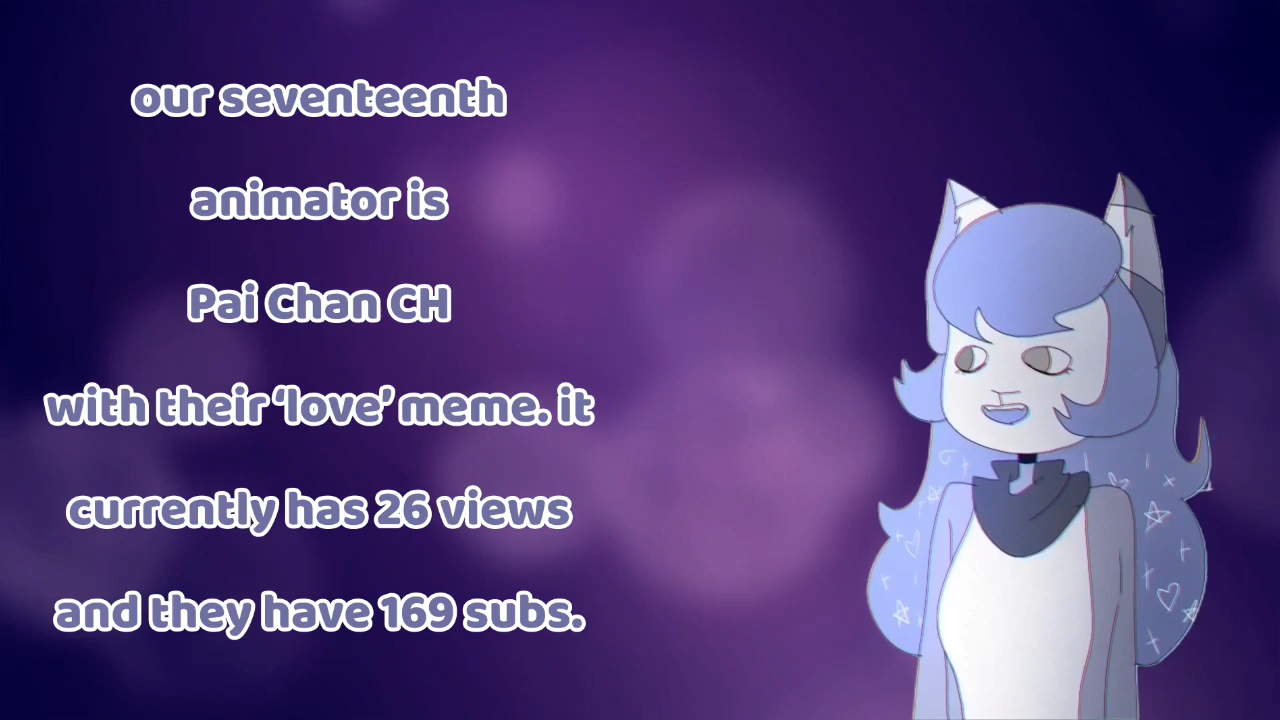 our seventeenth
animator is
Pai Chan CH
with their ‘love’ meme. it
currently has 26 views
and they have 169 subs.